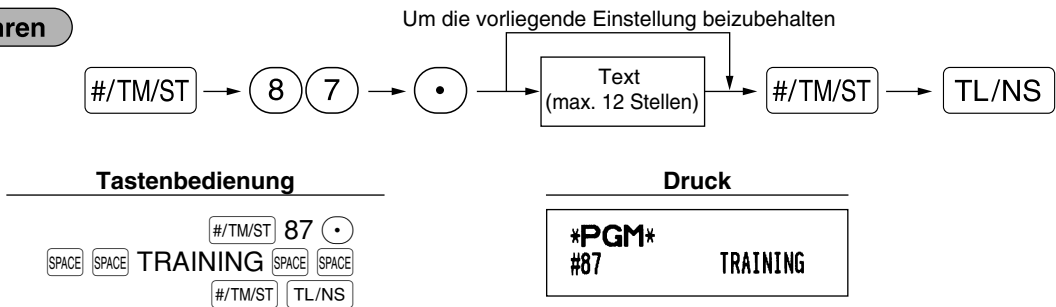 Um die vorliegende Einstellung beizubehalten
#/TM/ST 8 7 • Text (max. 12 Stellen) #/TM/ST TL/NS
Tastenbedienung
#/TM/ST 87 •
SPACE SPACE TRAINING SPACE SPACE
#/TM/ST TL/NS
Druck
*PGM*
#87 TRAINING